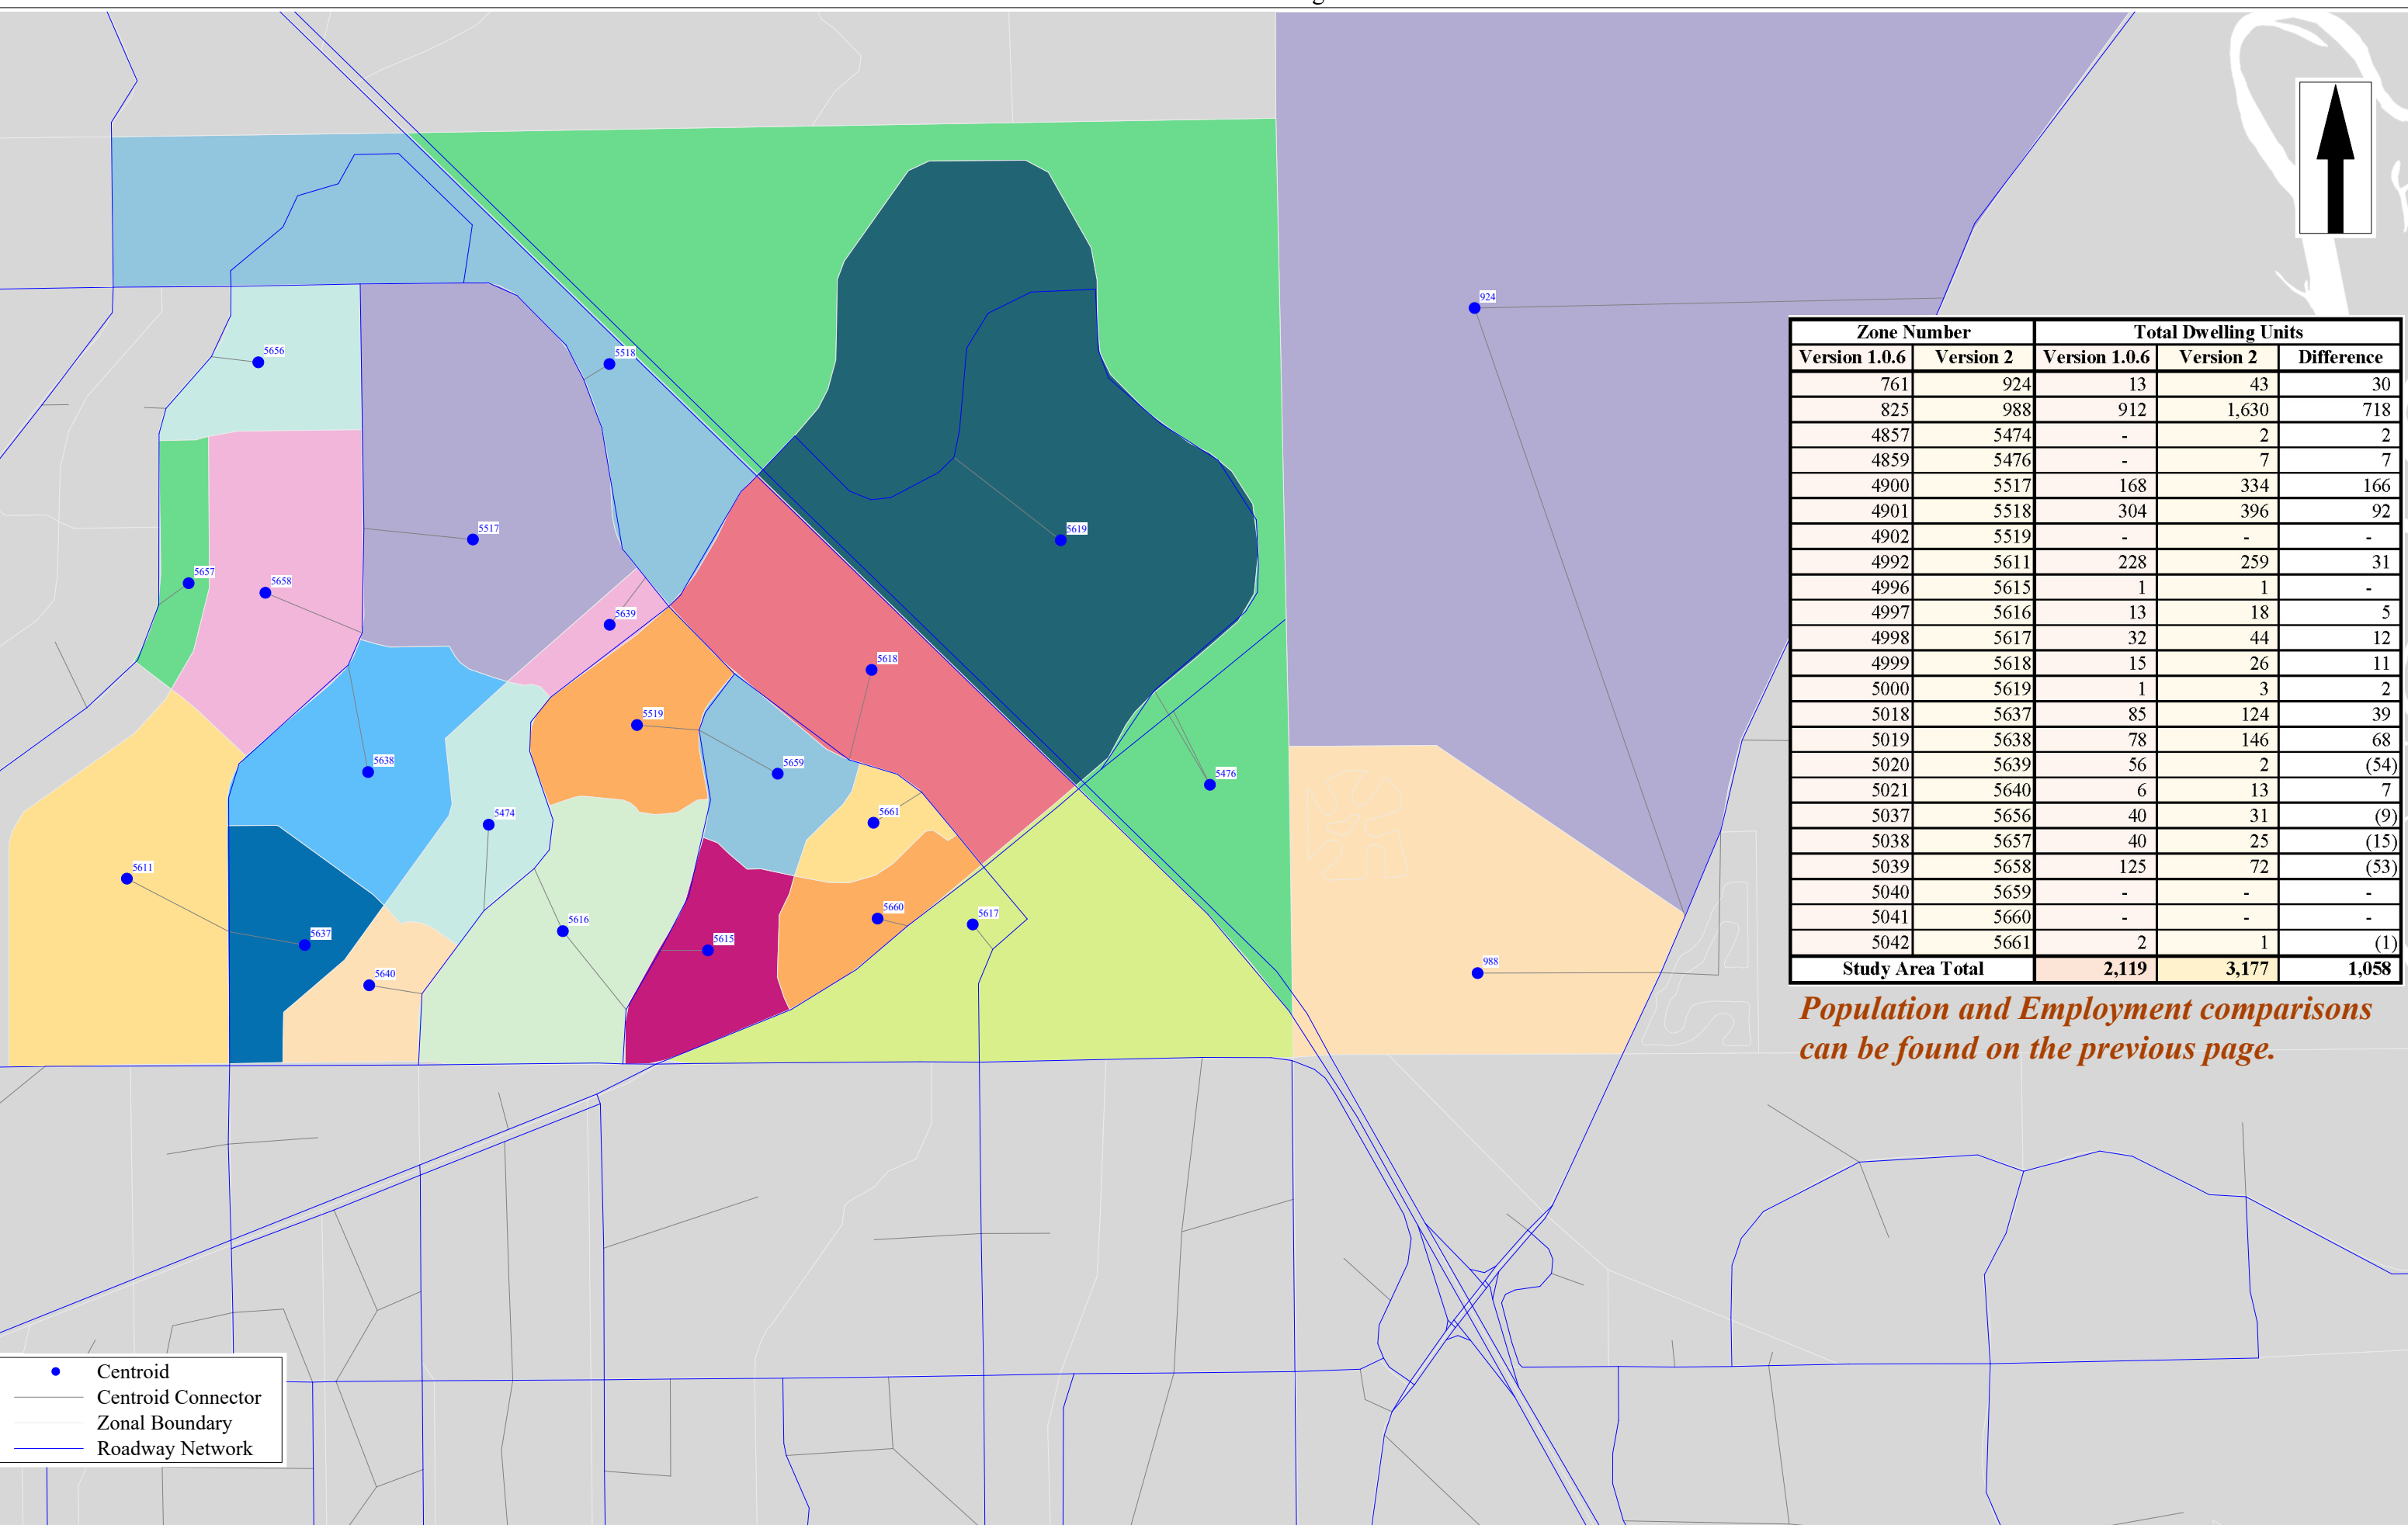 924
5656
5518
5517
5619
5657
5658
5639
5618
5519
5638
5659
5476
5474
5661
5611
5616
5637
5660
5617
5615
5640
988
Zone Number Total Dwelling Units
Version 1.0.6 Version 2 Version 1.0.6 Version 2 Difference
761 924 13 43 30
825 988 912 1,630 718
4857 5474 - 2 2
4859 5476 - 7 7
4900 5517 168 334 166
4901 5518 304 396 92
4902 5519 - - -
4992 5611 228 259 31
4996 5615 1 1 -
4997 5616 13 18 5
4998 5617 32 44 12
4999 5618 15 26 11
5000 5619 1 3 2
5018 5637 85 124 39
5019 5638 78 146 68
5020 5639 56 2 (54)
5021 5640 6 13 7
5037 5656 40 31 (9)
5038 5657 40 25 (15)
5039 5658 125 72 (53)
5040 5659 - - -
5041 5660 - - -
5042 5661 2 1 (1)
Study Area Total 2,119 3,177 1,058
Population and Employment comparisons
can be found on the previous page.
Centroid
Centroid Connector
Zonal Boundary
Roadway Network